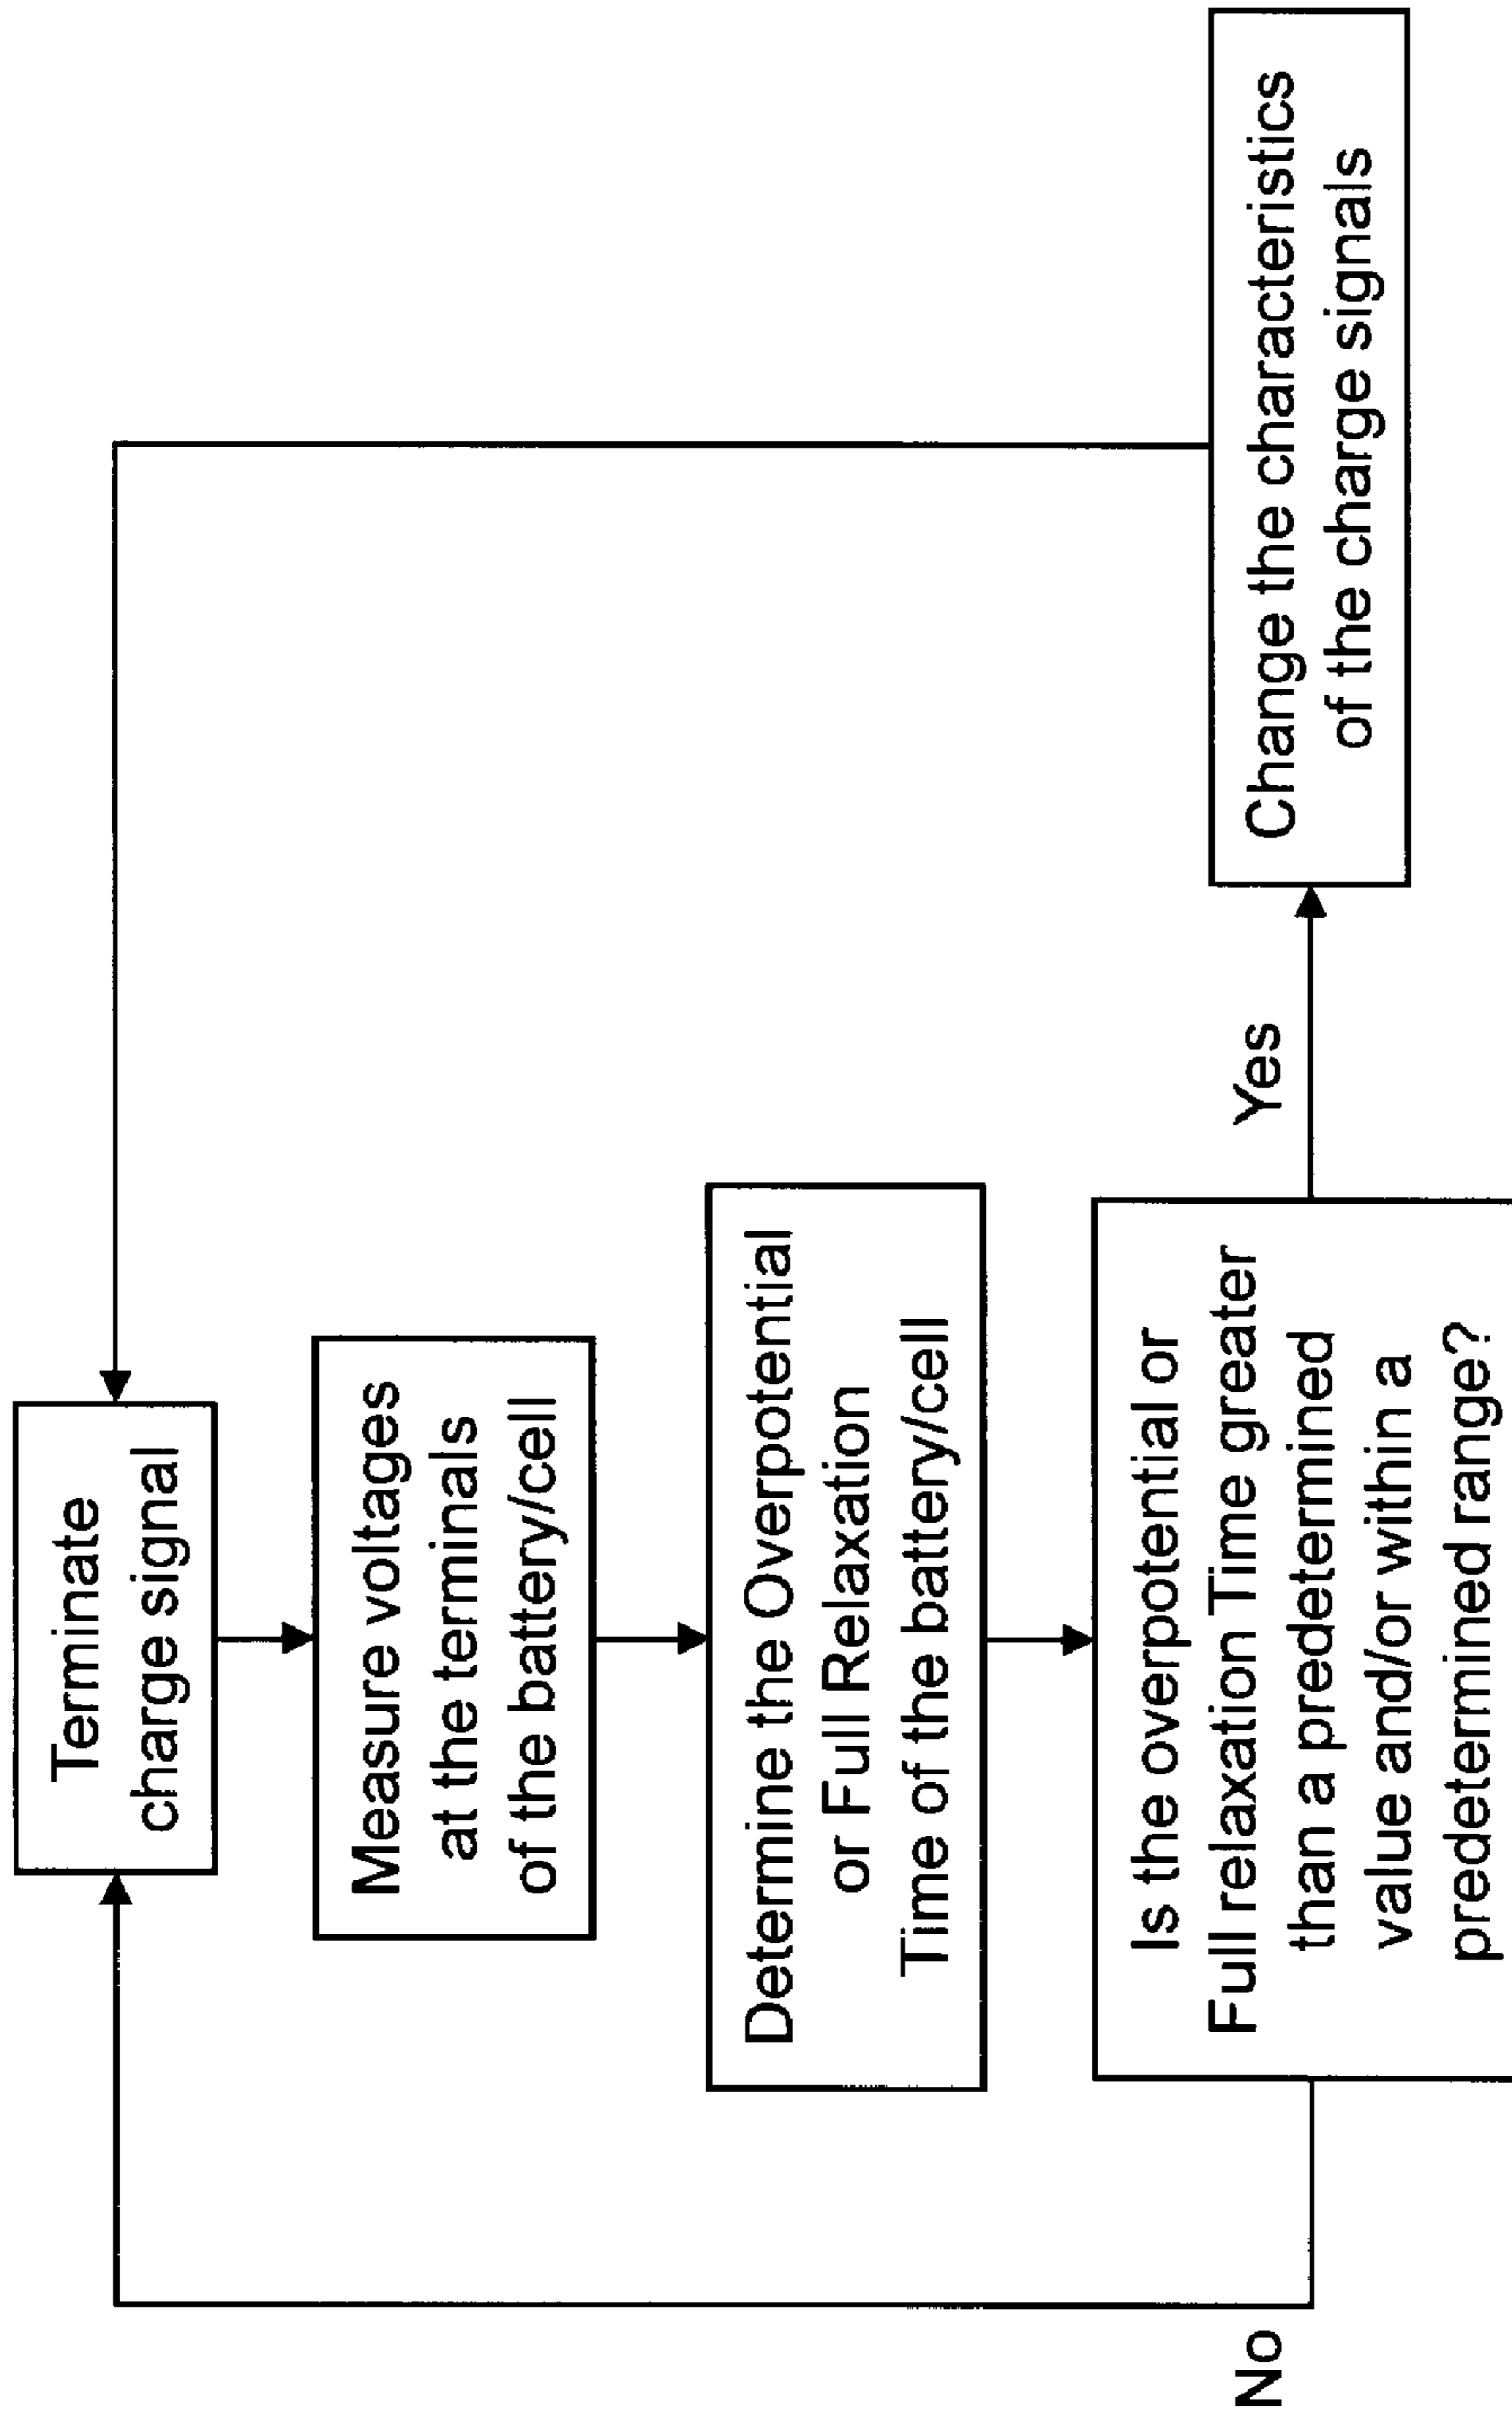 Terminate
charge signal
Measure voltages
at the terminals
of the battery/cell
Determine the Overpotential
or Full Relaxation
Time of the battery/cell
Is the overpotential or
Full relaxation Time greater
than a predetermined
value and/or within a
predetermined range?
No
Yes
Change the characteristics
of the charge signals